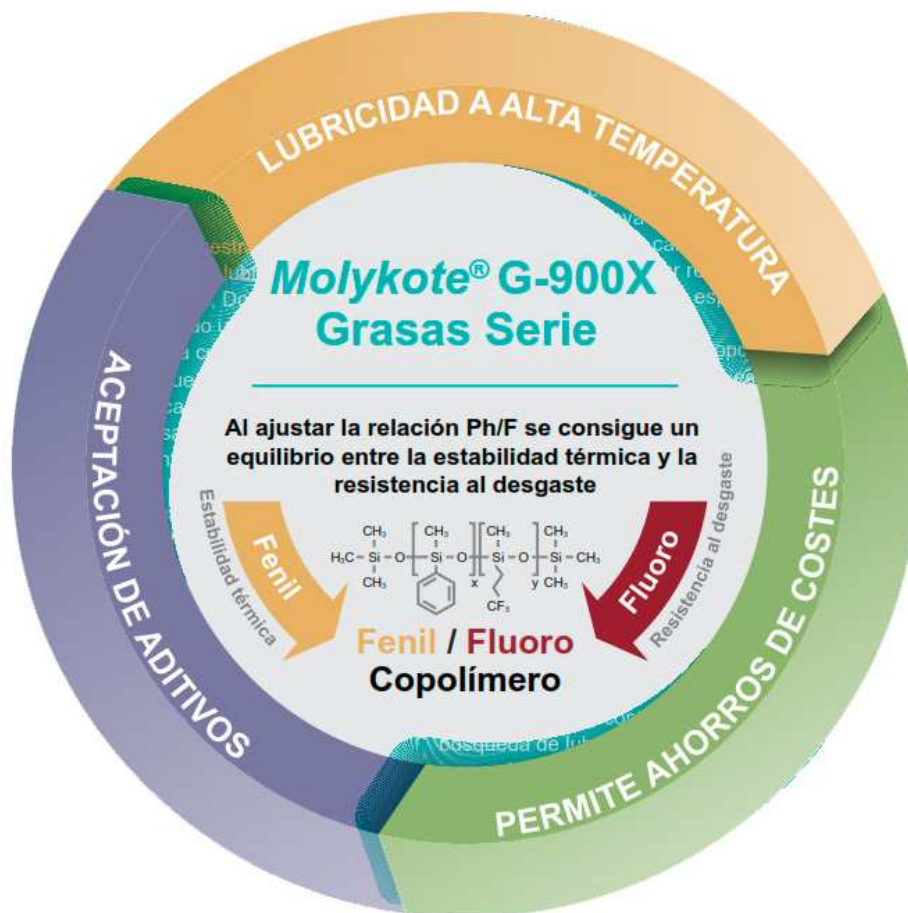 LUBRICIDAD A ALTA TEMPERATURA
Molykote® G-900X
Grasas Serie
Al ajustar la relación Ph/F se consigue un
equilibrio entre la estabilidad térmica y la
resistencia al desgaste
Estabilidad térmica
Fenil
Fluoro
Resistencia al desgaste
CH₃ CH₃ CH₃ CH₃
H₃C-Si-O-Si-O-Si-O-Si-CH₃
CH₃ x y CH₃
CF₃
Fenil / Fluoro
Copolímero
ACEPTACIÓN DE ADITIVOS
PERMITE AHORROS DE COSTES
búsqueda de